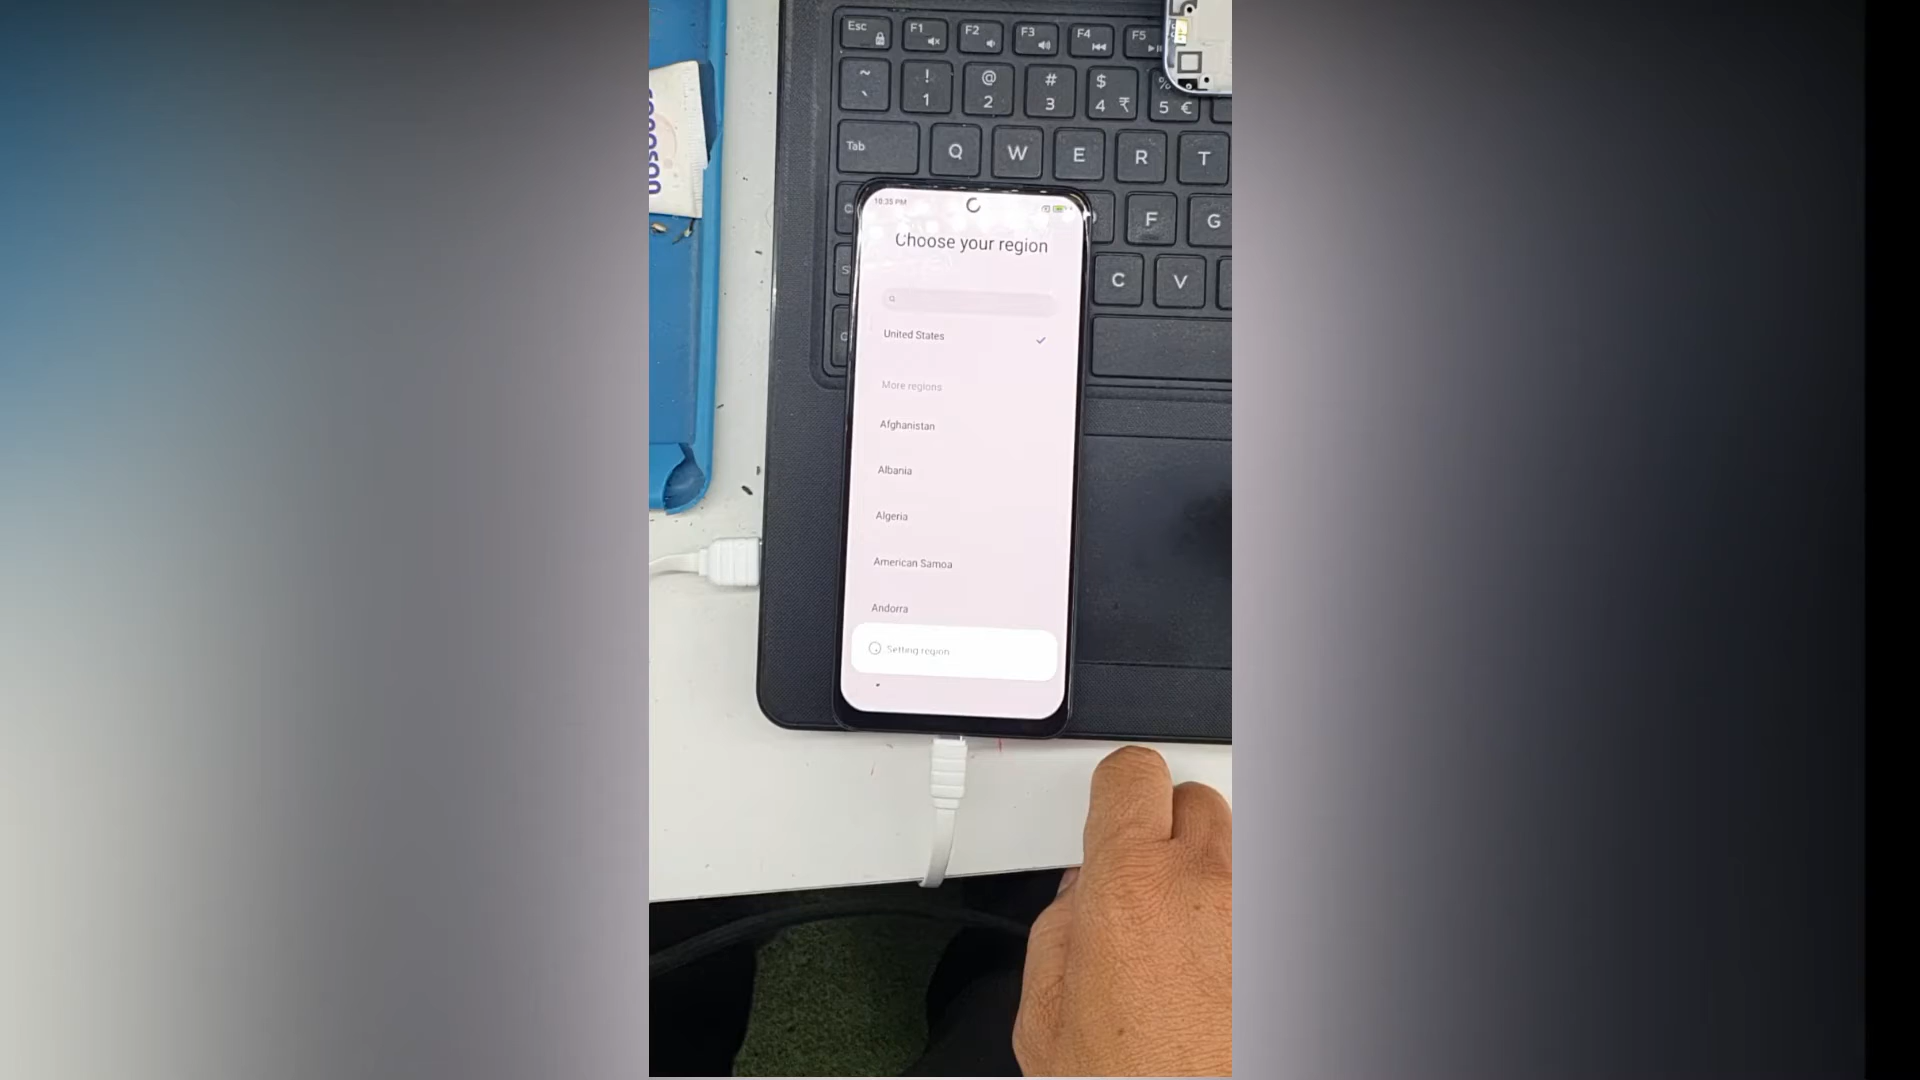 Esc F1 F2 F3 F4 F5
~ ! @ # $ %
` 1 2 3 4 ₹ 5 €
Tab Q W E R T
F G
C V
10:35 PM
Choose your region
United States
More regions
Afghanistan
Albania
Algeria
American Samoa
Andorra
Setting region